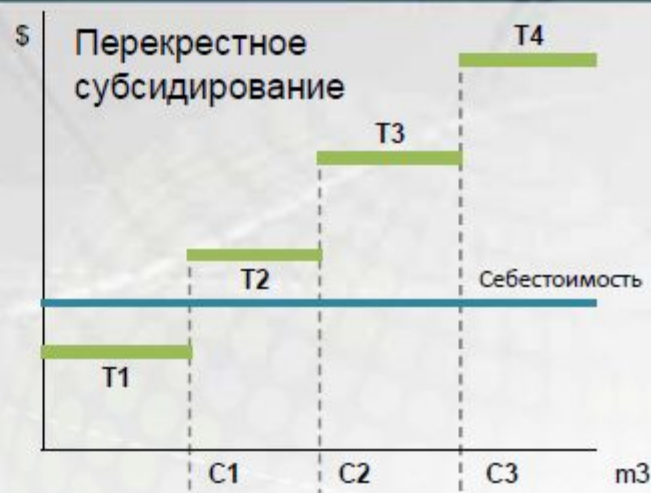 $
Перекрестное
субсидирование
T4
T3
T2
Себестоимость
T1
C1 C2 C3 m3